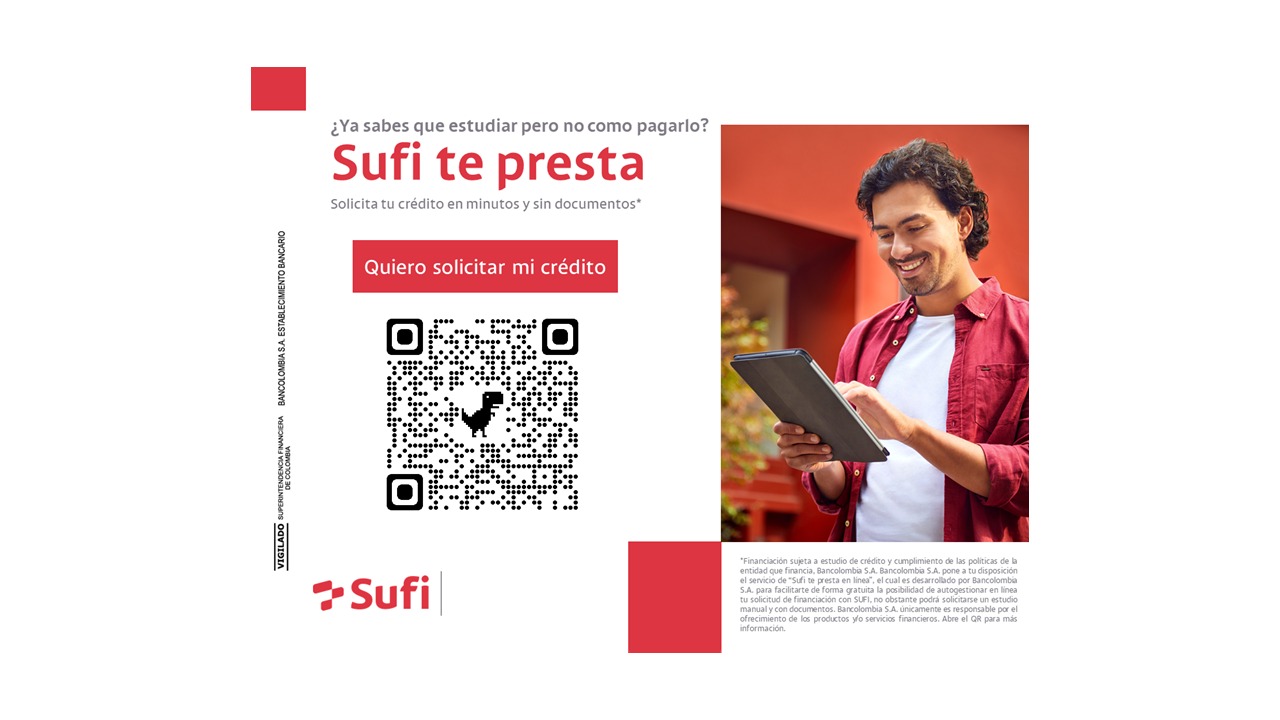 ¿Ya sabes que estudiar pero no como pagarlo?
Sufi te presta
Solicita tu crédito en minutos y sin documentos*
Quiero solicitar mi crédito
VIGILADO
SUPERINTENDENCIA FINANCIERA
DE COLOMBIA
BANCOLOMBIA S.A. ESTABLECIMIENTO BANCARIO
Sufi
*Financiación sujeta a estudio de crédito y cumplimiento de las políticas de la
entidad que financia, Bancolombia S.A. Bancolombia S.A. pone a tu disposición
el servicio de “Sufi te presta en línea”, el cual es desarrollado por Bancolombia
S.A. para facilitarte de forma gratuita la posibilidad de autogestionar en línea
tu solicitud de financiación con SUFI, no obstante podrá solicitarse un estudio
manual y con documentos. Bancolombia S.A. únicamente es responsable por el
ofrecimiento de los productos y/o servicios financieros. Abre el QR para más
información.